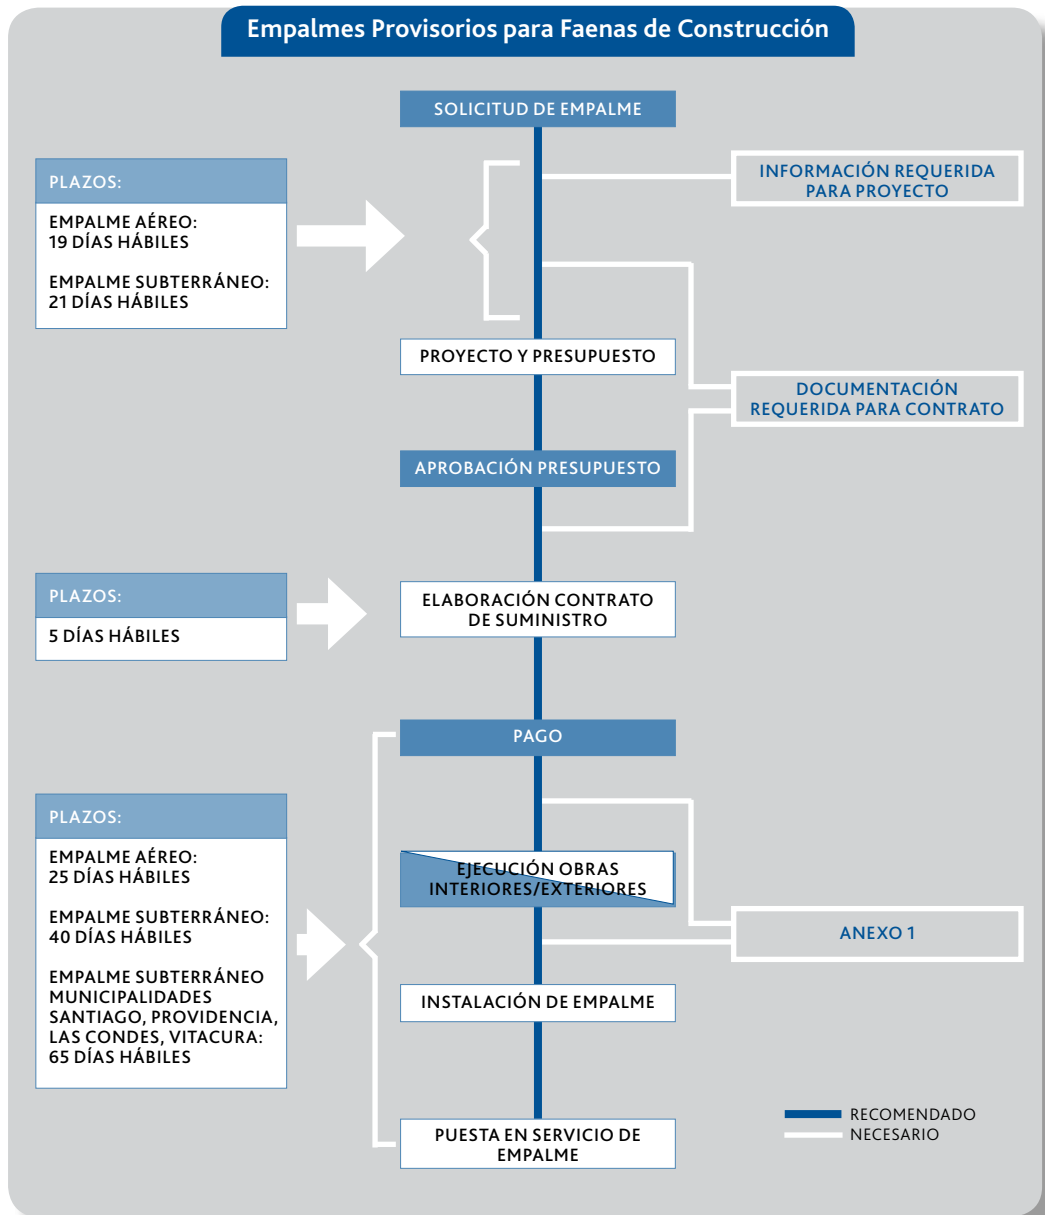 Empalmes Provisorios para Faenas de Construcción
SOLICITUD DE EMPALME
PLAZOS:
EMPALME AÉREO:
19 DÍAS HÁBILES
EMPALME SUBTERRÁNEO:
21 DÍAS HÁBILES
INFORMACIÓN REQUERIDA
PARA PROYECTO
PROYECTO Y PRESUPUESTO
DOCUMENTACIÓN
REQUERIDA PARA CONTRATO
APROBACIÓN PRESUPUESTO
PLAZOS:
5 DÍAS HÁBILES
ELABORACIÓN CONTRATO
DE SUMINISTRO
PAGO
PLAZOS:
EMPALME AÉREO:
25 DÍAS HÁBILES
EMPALME SUBTERRÁNEO:
40 DÍAS HÁBILES
EMPALME SUBTERRÁNEO
MUNICIPALIDADES
SANTIAGO, PROVIDENCIA,
LAS CONDES, VITACURA:
65 DÍAS HÁBILES
EJECUCIÓN OBRAS
INTERIORES/EXTERIORES
ANEXO 1
INSTALACIÓN DE EMPALME
PUESTA EN SERVICIO DE
EMPALME
RECOMENDADO
NECESARIO